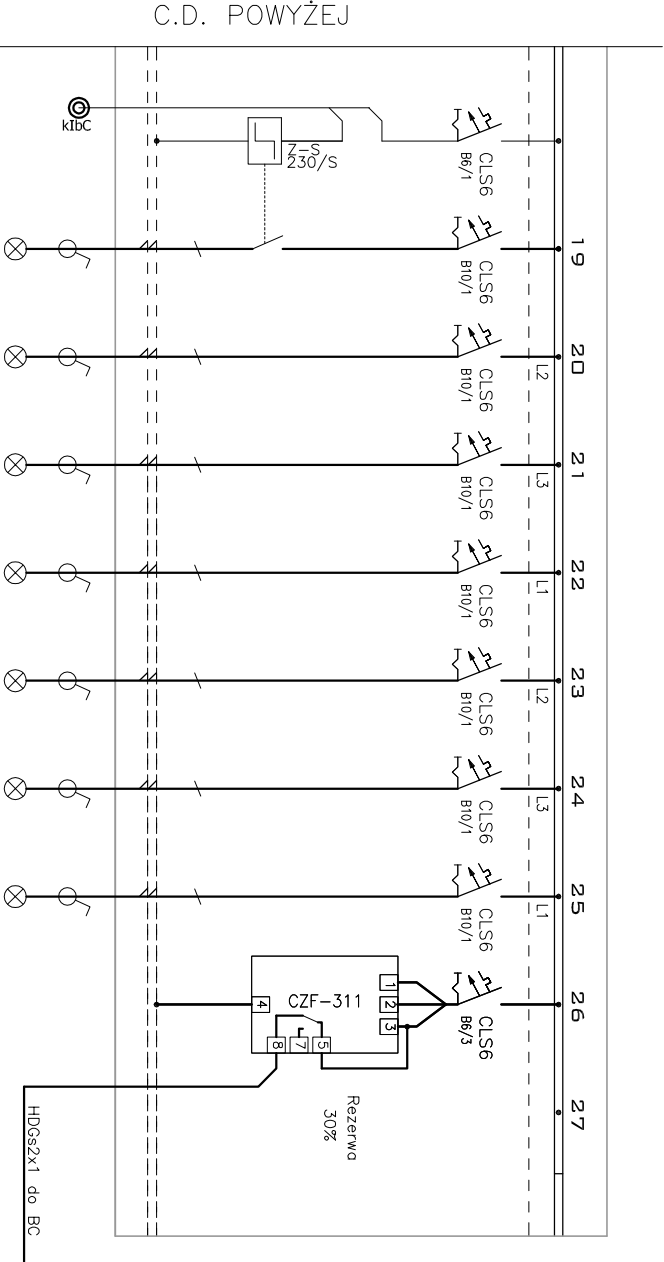 C.D. POWYŻEJ
kIbC
Z-S
230/S
CLS6
B6/1
19
CLS6
B10/1
20
L2
CLS6
B10/1
21
L3
CLS6
B10/1
22
L1
CLS6
B10/1
23
L2
CLS6
B10/1
24
L3
CLS6
B10/1
25
L1
CLS6
B10/1
26
CLS6
B6/3
CZF-311
1
2
3
4
5
7
8
27
Rezerwa
30%
HDGs2x1 do BC